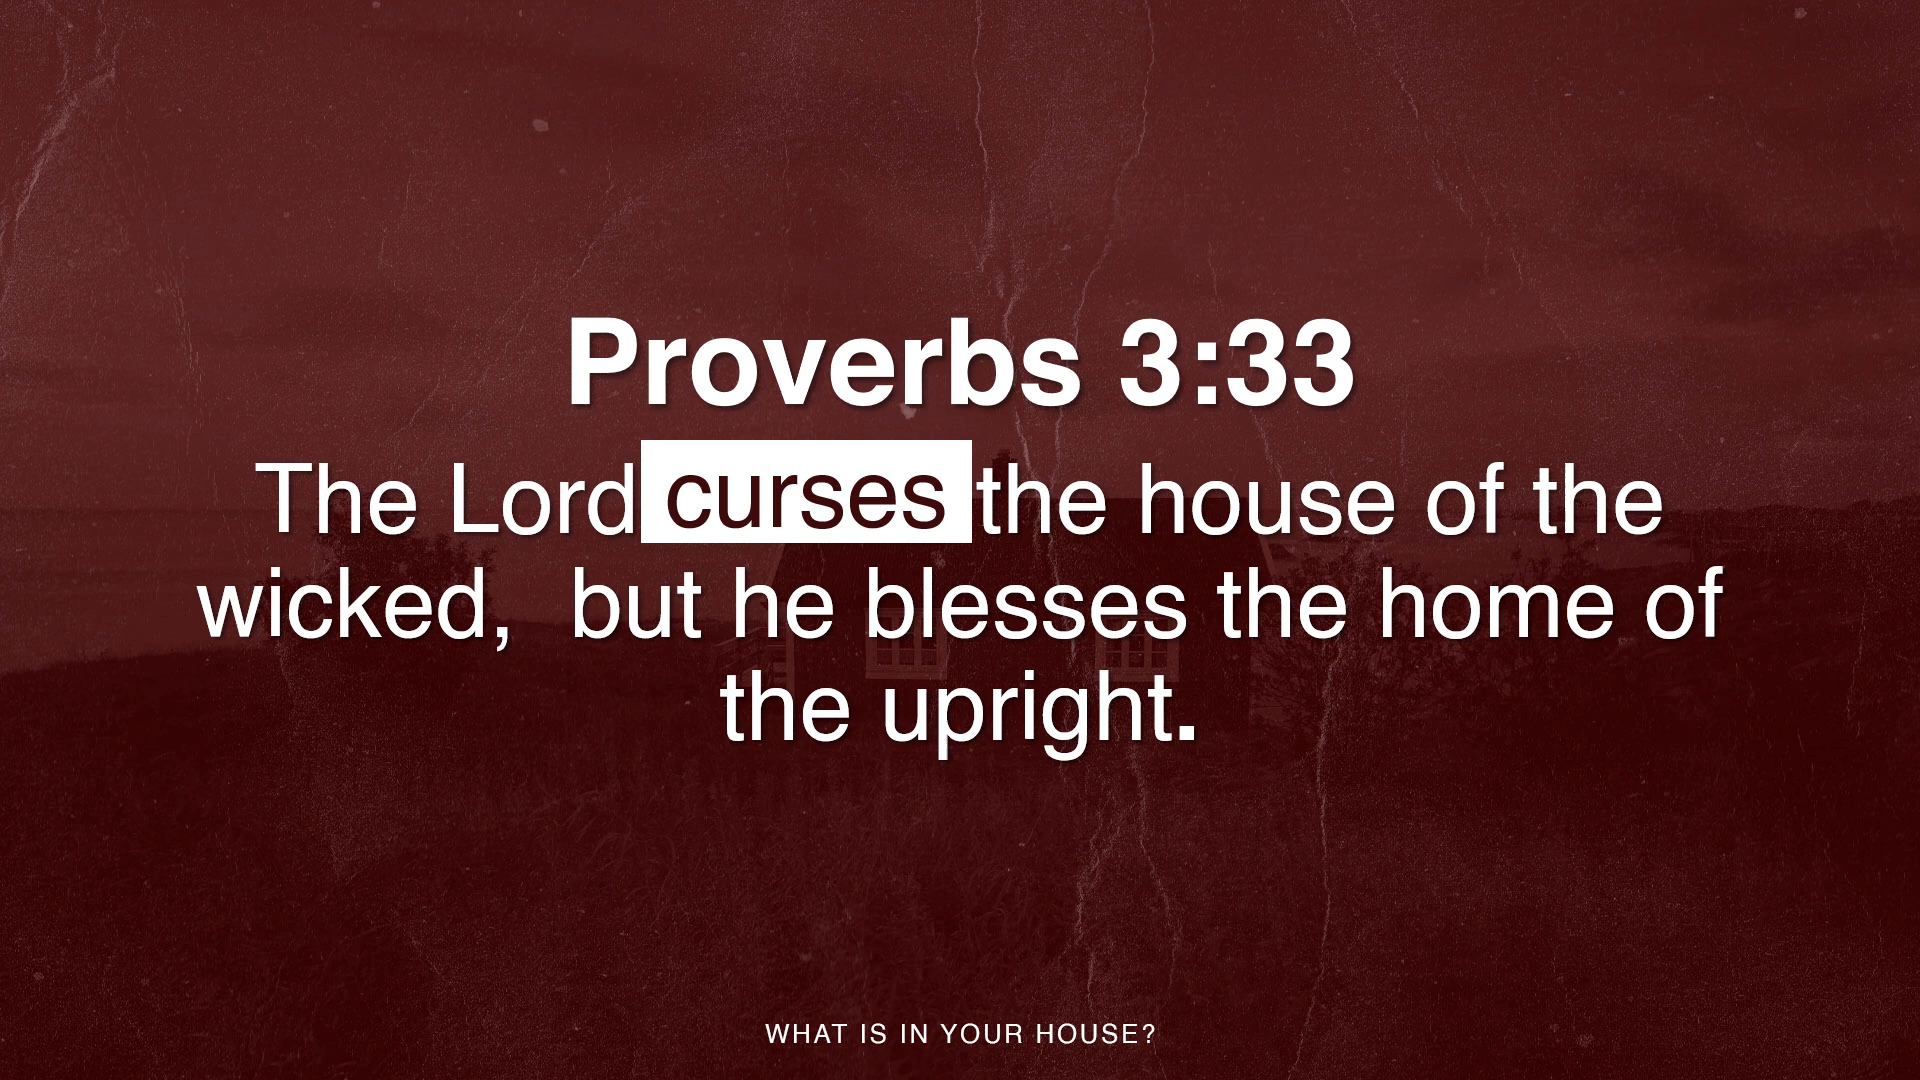 Proverbs 3:33
The Lord curses the house of the
wicked,  but he blesses the home of
the upright.
WHAT IS IN YOUR HOUSE?